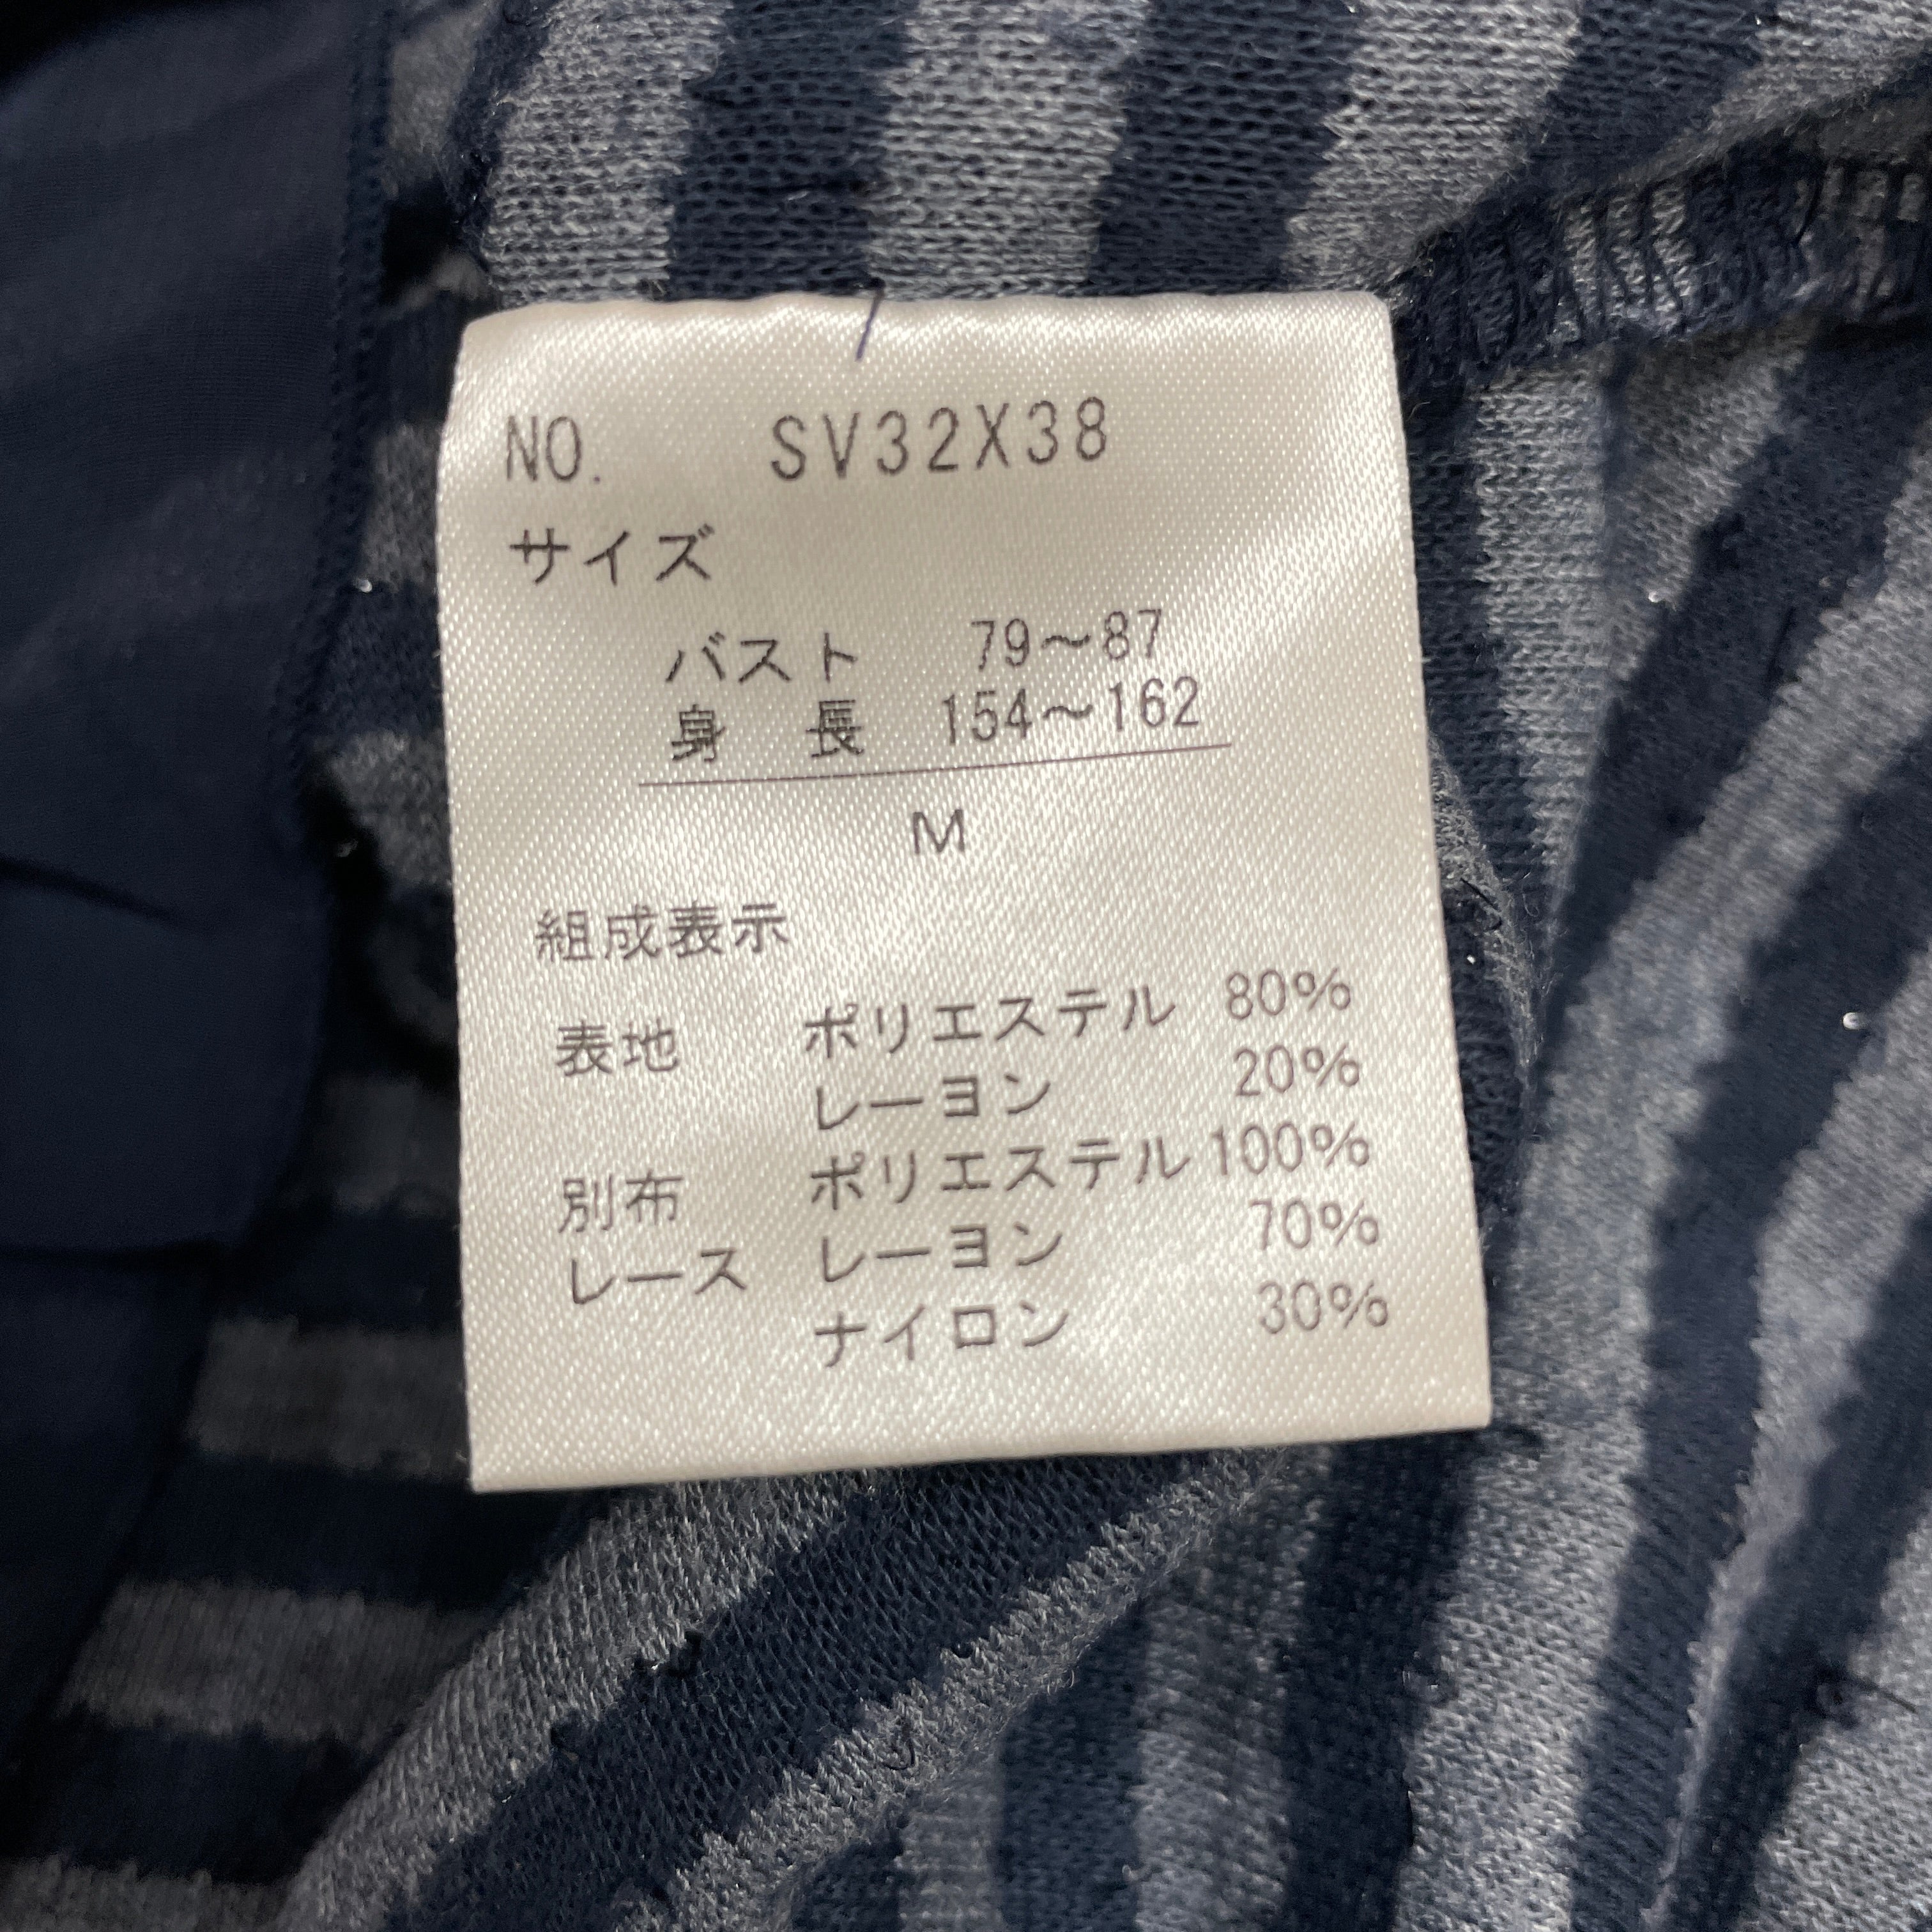 NO. SV32X38
サイズ
バスト 79〜87
身長 154〜162
M
組成表示
表地 ポリエステル 80%
レーヨン 20%
別布 ポリエステル 100%
レース レーヨン 70%
ナイロン 30%